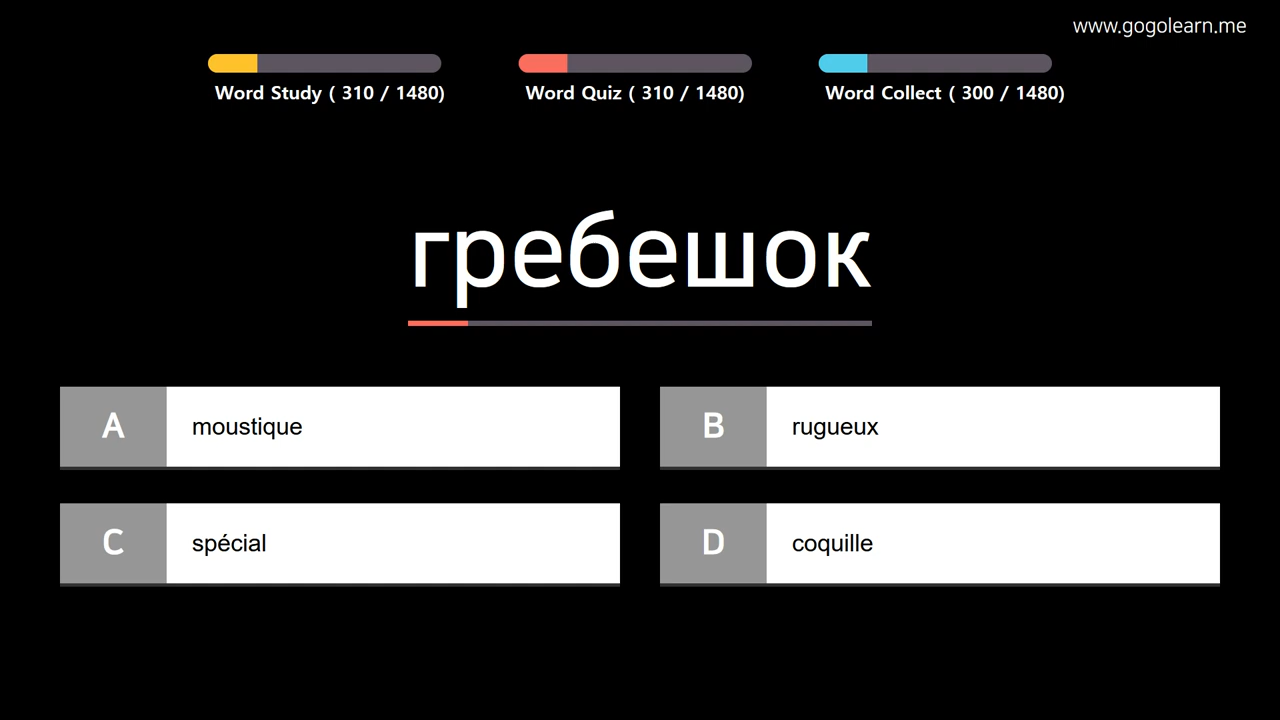 www.gogolearn.me
Word Study ( 310 / 1480)
Word Quiz ( 310 / 1480)
Word Collect ( 300 / 1480)
гребешок
A moustique
B rugueux
C spécial
D coquille